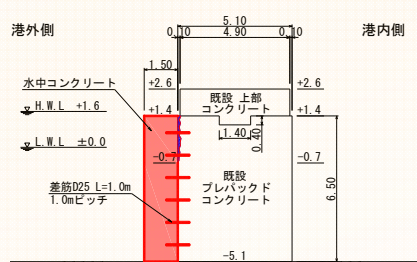 5.10
港外側
0.10 4.90 0.10
港内側
1.50
水中コンクリート
+2.6
+2.6
既設 上部
コンクリート
H.W.L +1.6
+1.4
+1.4
1.40
0.40
L.W.L ±0.0
-0.7
-0.7
既設
プレパックド
コンクリート
差筋D25 L=1.0m
1.0mピッチ
6.50
-5.1